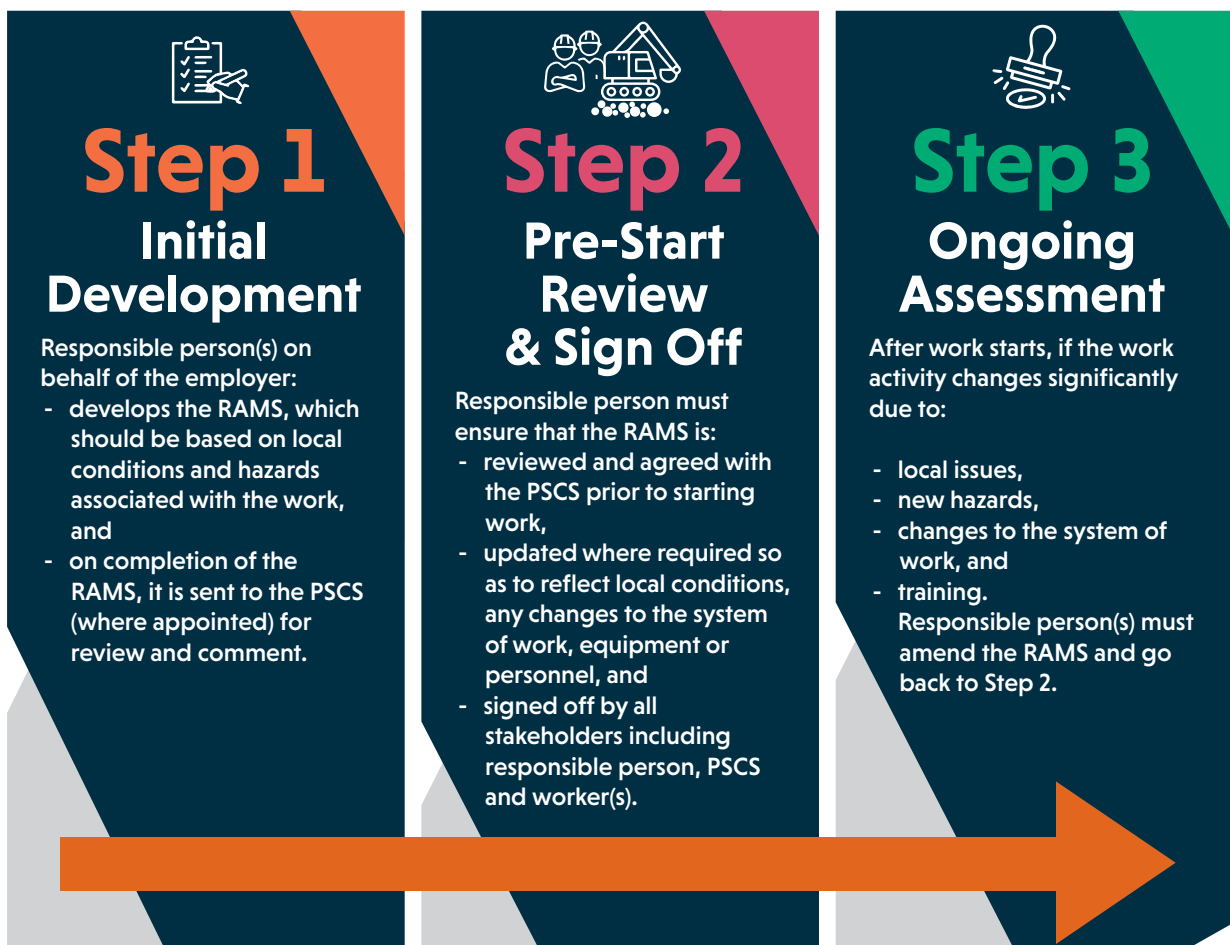 Step 1
Initial
Development
Responsible person(s) on
behalf of the employer:
- develops the RAMS, which
should be based on local
conditions and hazards
associated with the work,
and
- on completion of the
RAMS, it is sent to the PSCS
(where appointed) for
review and comment.
Step 2
Pre-Start
Review
& Sign Off
Responsible person must
ensure that the RAMS is:
- reviewed and agreed with
the PSCS prior to starting
work,
- updated where required so
as to reflect local conditions,
any changes to the system
of work, equipment or
personnel, and
- signed off by all
stakeholders including
responsible person, PSCS
and worker(s).
Step 3
Ongoing
Assessment
After work starts, if the work
activity changes significantly
due to:
- local issues,
- new hazards,
- changes to the system of
work, and
- training.
Responsible person(s) must
amend the RAMS and go
back to Step 2.